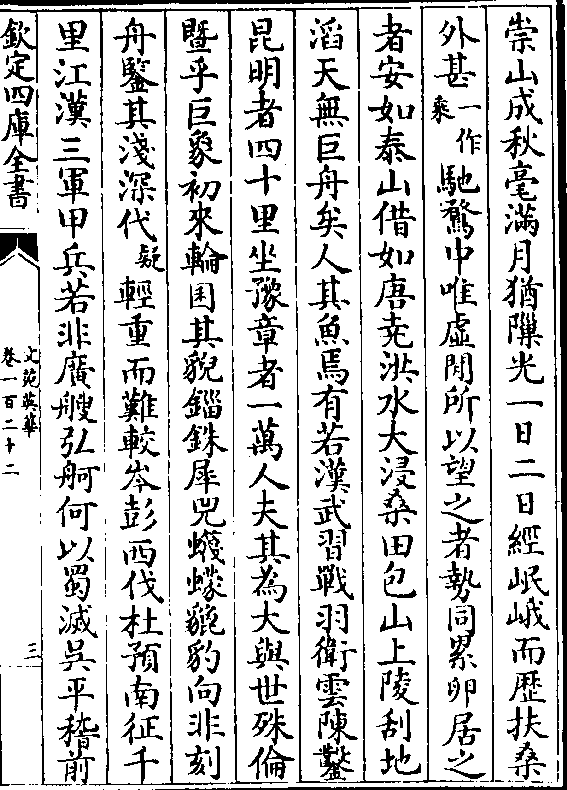 崇山成秋毫滿月猶隟光一日二日經岷峨而歷扶桑
外甚一作乘馳騖中唯虛閒所以望之者勢同累卵居之
者安如泰山借如唐堯洪水大浸桑田包山上陵刮地
滔天無巨舟矣人其魚焉有若漢武習戰羽衛雲陳鑿
昆明者四十里坐豫章者一萬人夫其為大與世殊倫
暨乎巨象初來輪囷其貌錙銖犀兕蠛蠓貔豹向非刻
舟鑒其淺深代疑輕重而難較岑彭西伐杜預南征千
里江漢三軍甲兵若非廣艘弘舸何以蜀滅吳平稽前
欽定四庫全書
文苑英華
卷一百二十二
三